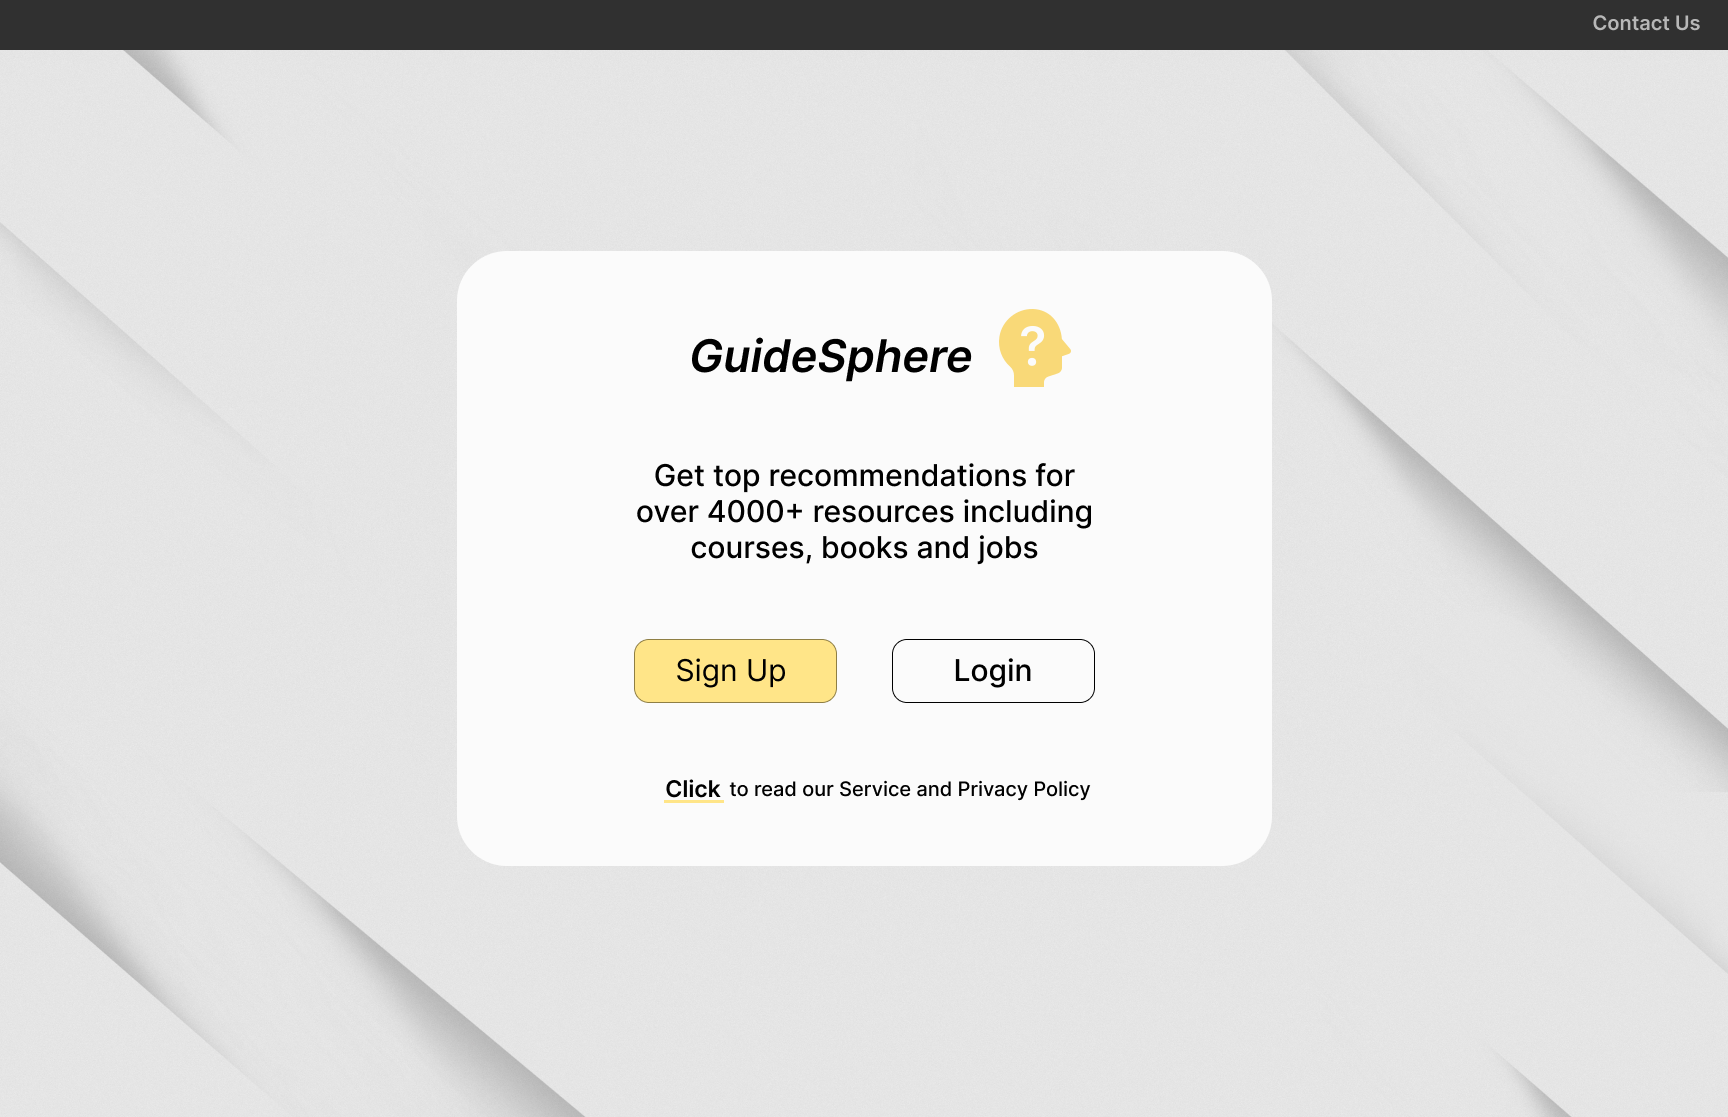 Contact Us
GuideSphere
?
Get top recommendations for
over 4000+ resources including
courses, books and jobs
Sign Up
Login
Click to read our Service and Privacy Policy